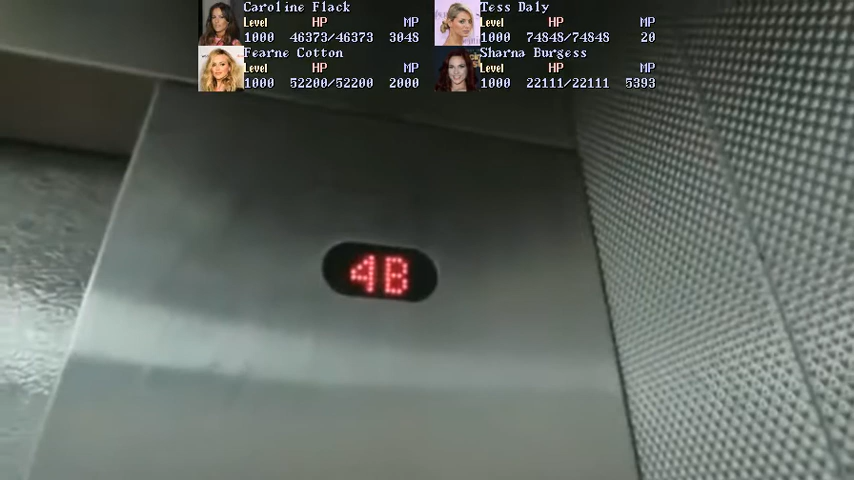 Caroline Flack
Level HP MP
1000 46373/46373 3048
Tess Daly
Level HP MP
1000 74848/74848 20
Fearne Cotton
Level HP MP
1000 52200/52200 2000
Sharna Burgess
Level HP MP
1000 22111/22111 5393
4B